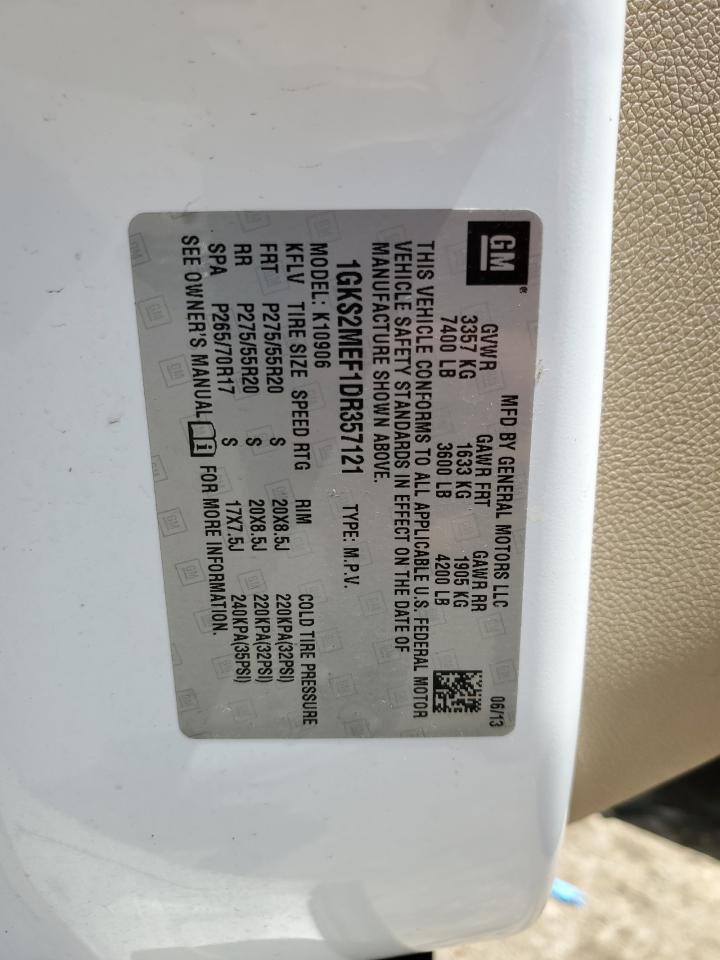 GM
MFD BY GENERAL MOTORS LLC 06/13
GVWR GAWR FRT GAWR RR
3357 KG 1633 KG 1905 KG
7400 LB 3600 LB 4200 LB
THIS VEHICLE CONFORMS TO ALL APPLICABLE U.S. FEDERAL MOTOR
VEHICLE SAFETY STANDARDS IN EFFECT ON THE DATE OF
MANUFACTURE SHOWN ABOVE.
1GKS2MEF1DR357121 TYPE: M.P.V.
MODEL: K10906
KFLV TIRE SIZE SPEED RTG RIM COLD TIRE PRESSURE
FRT P275/55R20 S 20X8.5J 220KPA(32PSI)
RR P275/55R20 S 20X8.5J 220KPA(32PSI)
SPA P265/70R17 S 17X7.5J 240KPA(35PSI)
SEE OWNER'S MANUAL i FOR MORE INFORMATION.